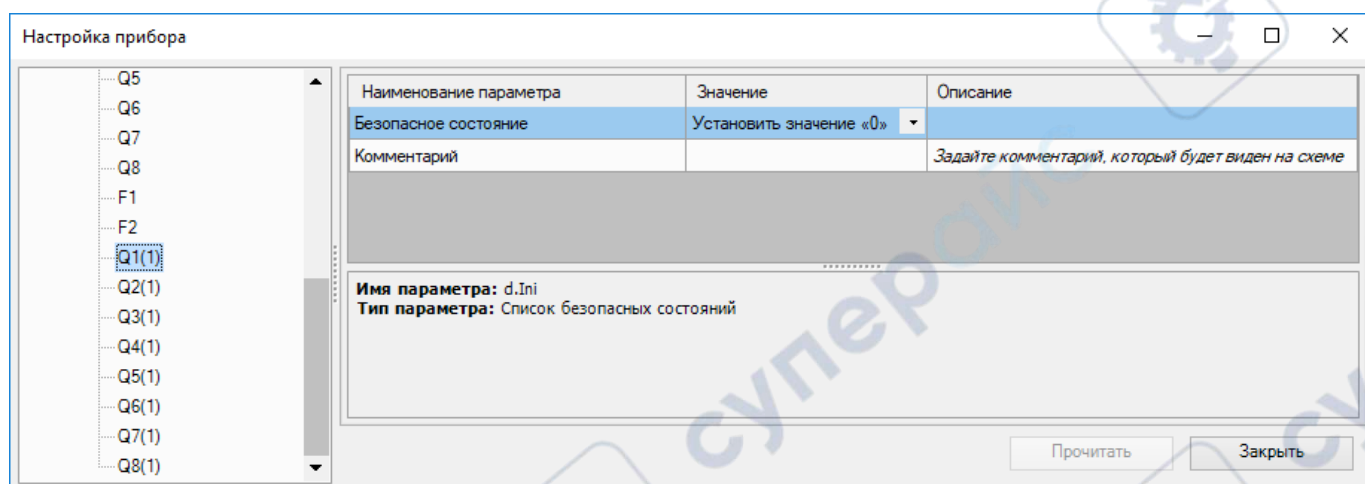 Настройка прибора
Q5
Q6
Q7
Q8
F1
F2
Q1(1)
Q2(1)
Q3(1)
Q4(1)
Q5(1)
Q6(1)
Q7(1)
Q8(1)
Наименование параметра Значение Описание
Безопасное состояние Установить значение «0»
Комментарий Задайте комментарий, который будет виден на схеме
Имя параметра: d.Ini
Тип параметра: Список безопасных состояний
Прочитать Закрыть
суперайс
су